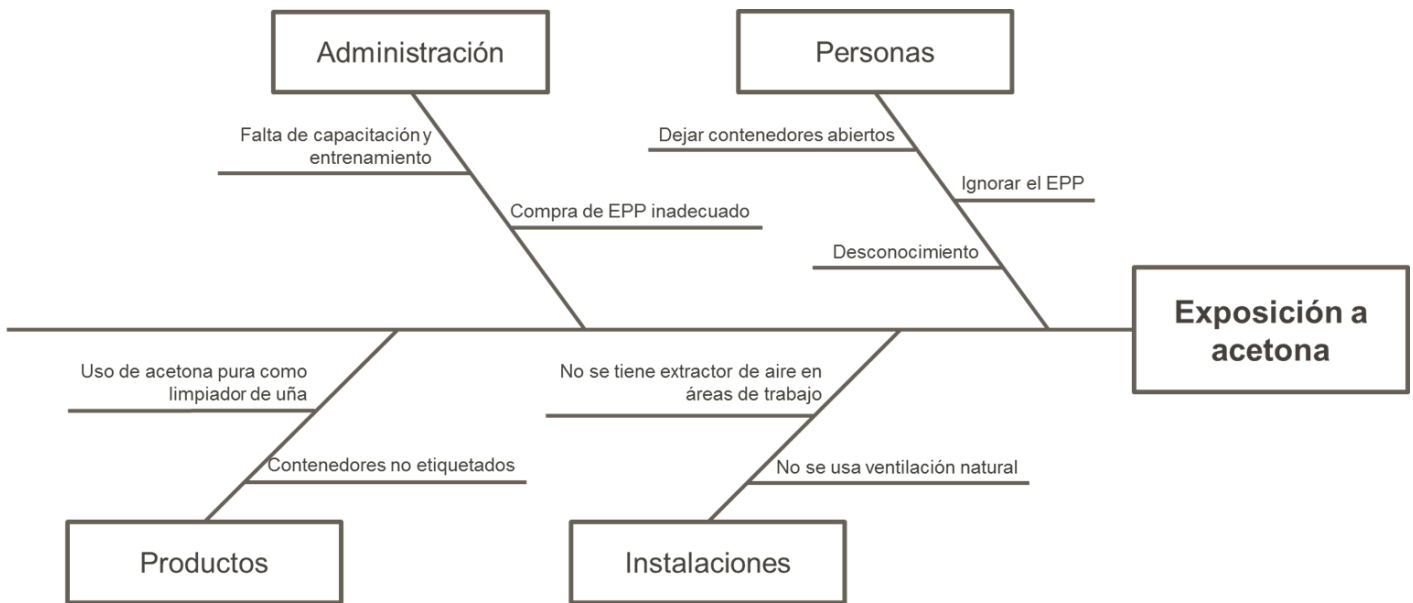 Administración
Personas
Falta de capacitación y
entrenamiento
Dejar contenedores abiertos
Ignorar el EPP
Compra de EPP inadecuado
Desconocimiento
Exposición a
acetona
Uso de acetona pura como
limpiador de uña
No se tiene extractor de aire en
áreas de trabajo
Contenedores no etiquetados
No se usa ventilación natural
Productos
Instalaciones